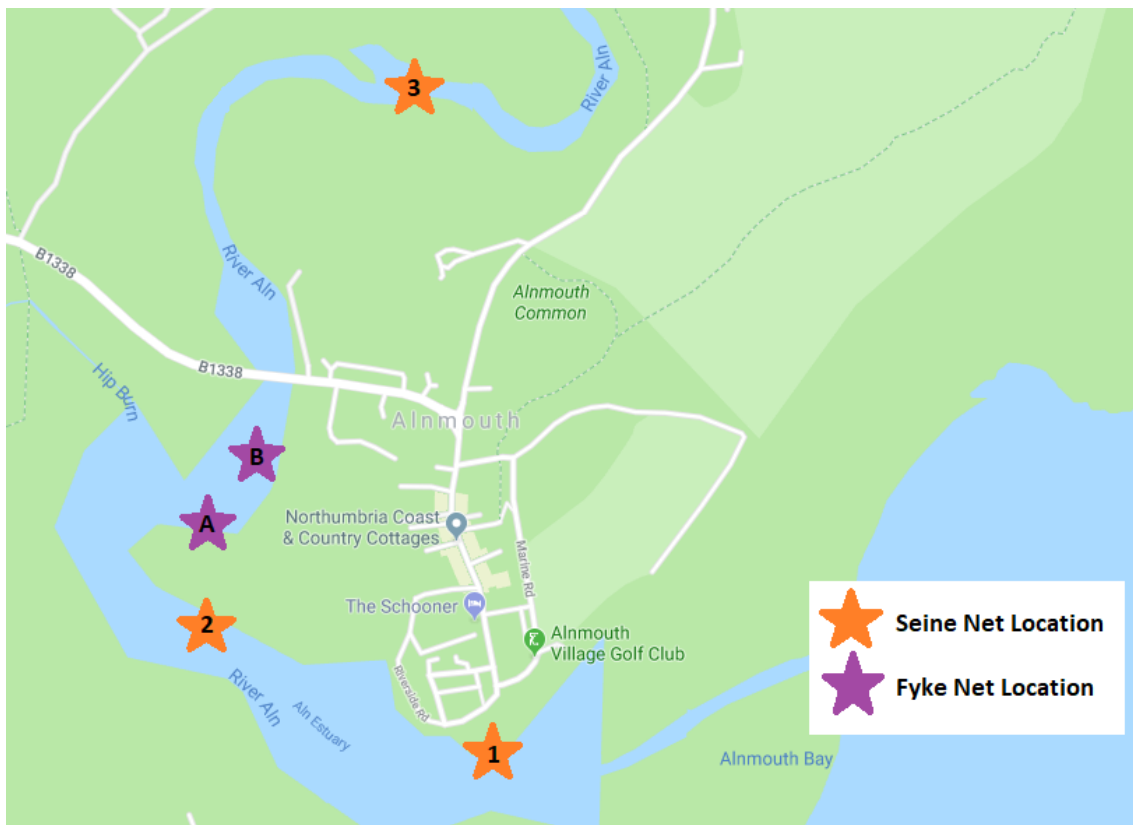 3
River Aln
River Aln
B1338
Alnmouth
Common
B1338
Hip Burn
Alnmouth
B
A
Northumbria Coast
& Country Cottages
Marine Rd
The Schooner
Alnmouth
Village Golf Club
2
Riverside Rd
River Aln
Aln Estuary
1
Alnmouth Bay
Seine Net Location
Fyke Net Location